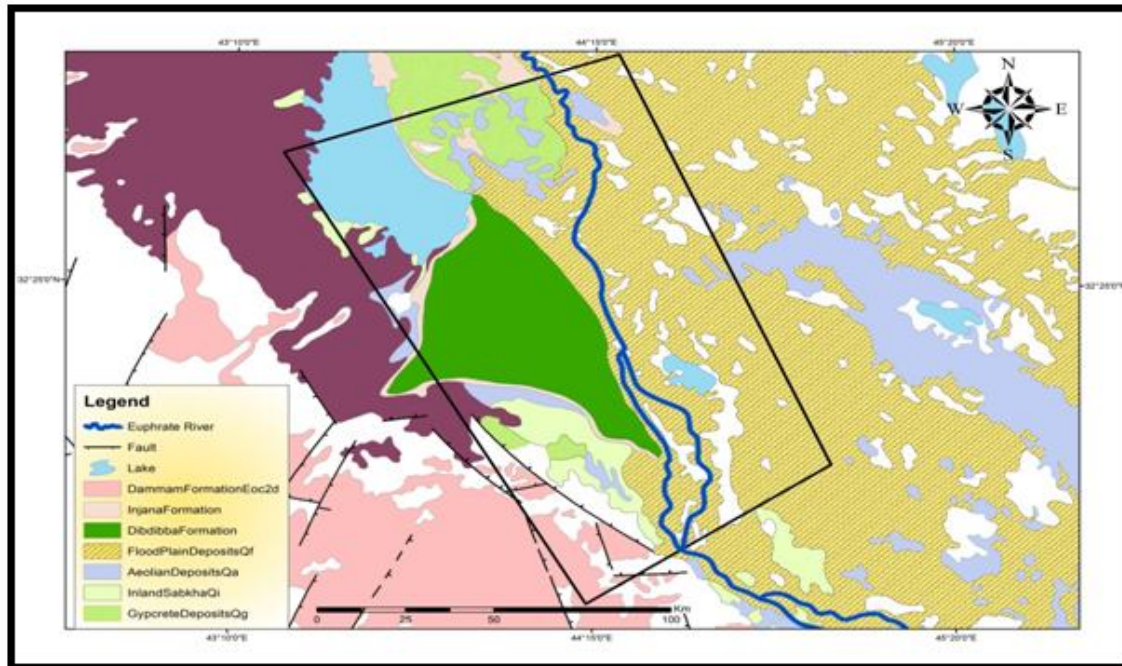 43°10'0"E 44°15'0"E 45°20'0"E
N
W E
S
32°25'0"N 32°25'0"N
Legend
Euphrate River
Fault
Lake
DammamFormationEoc2d
InjanaFormation
DibdibbaFormation
FloodPlainDepositsQf
AeolianDepositsQa
InlandSabkhaQi
GypcreteDepositsQg
Km
0 25 50 100
43°10'0"E 44°15'0"E 45°20'0"E